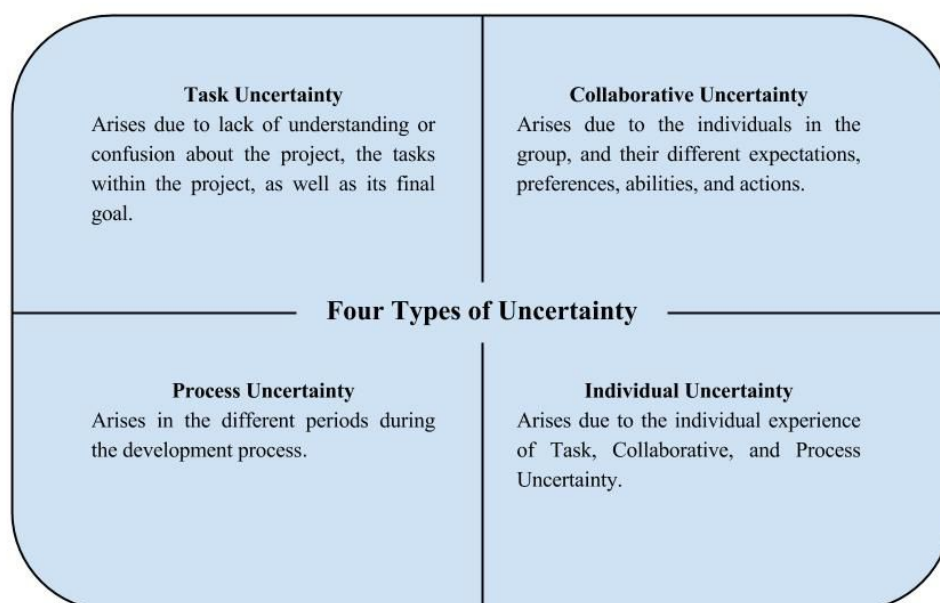 Task Uncertainty
Arises due to lack of understanding or
confusion about the project, the tasks
within the project, as well as its final
goal.
Collaborative Uncertainty
Arises due to the individuals in the
group, and their different expectations,
preferences, abilities, and actions.
Four Types of Uncertainty
Process Uncertainty
Arises in the different periods during
the development process.
Individual Uncertainty
Arises due to the individual experience
of Task, Collaborative, and Process
Uncertainty.